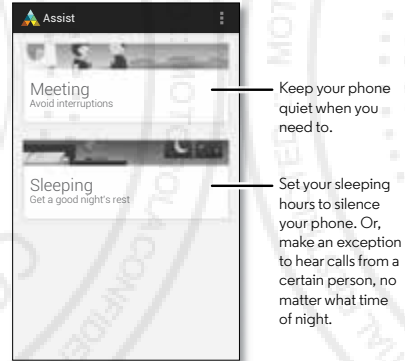 Assist
Meeting
Avoid interruptions
Keep your phone
quiet when you
need to.
Sleeping
Get a good night's rest
Set your sleeping
hours to silence
your phone. Or,
make an exception
to hear calls from a
certain person, no
matter what time
of night.